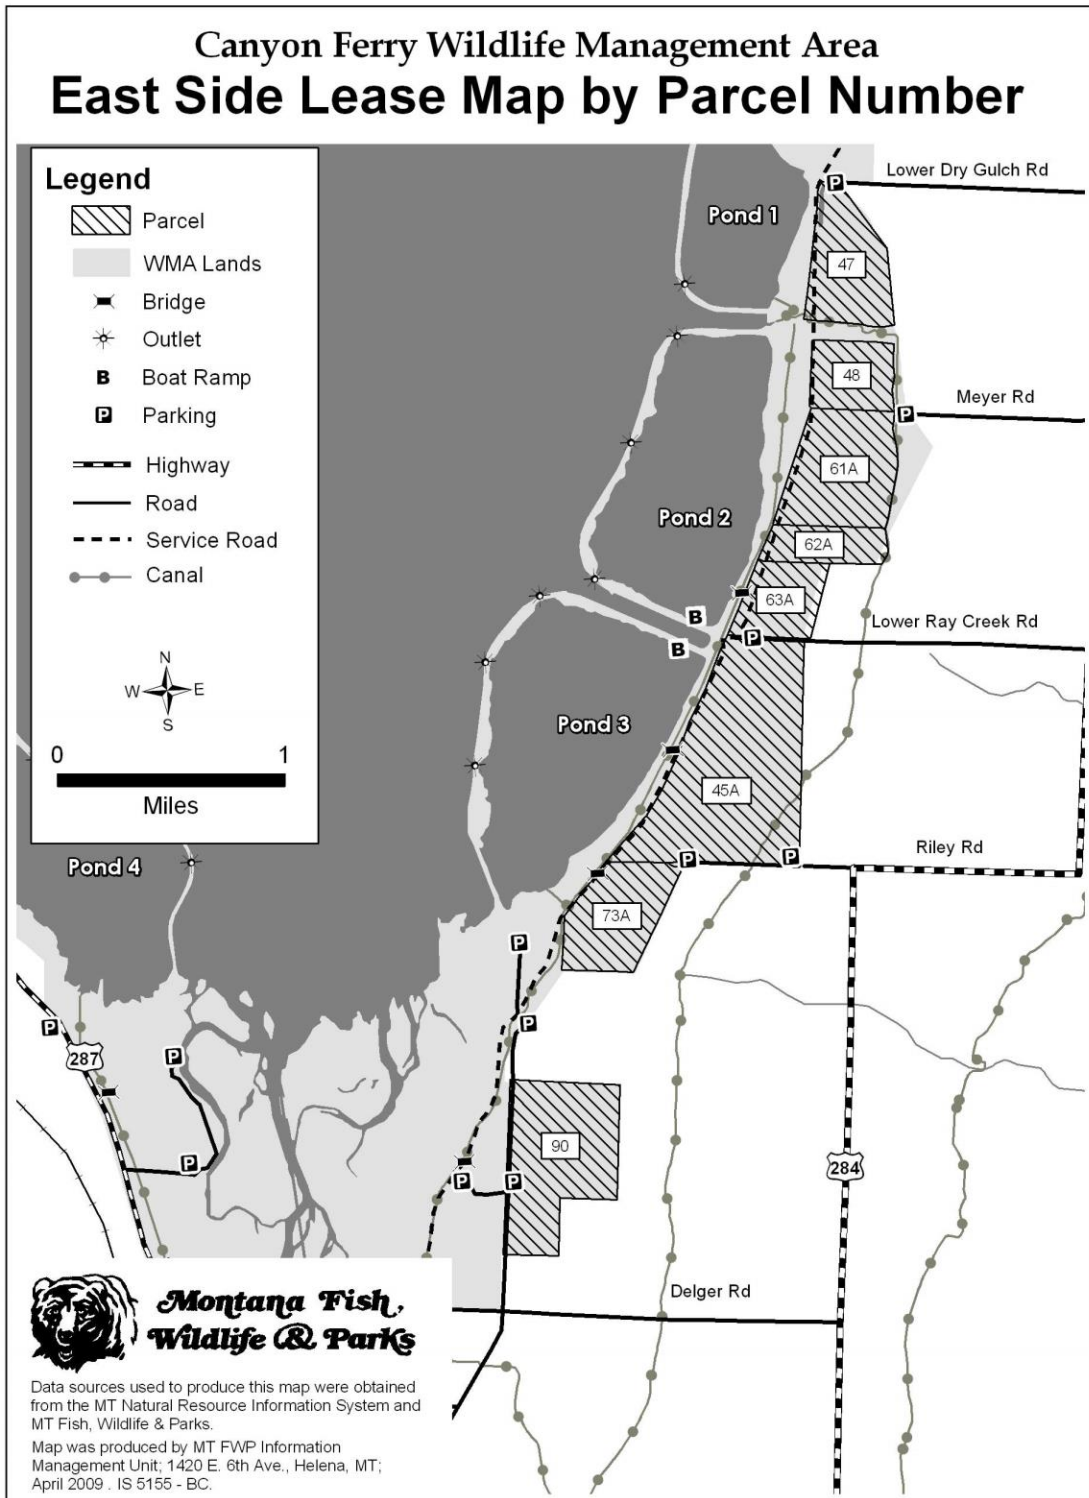 Canyon Ferry Wildlife Management Area
East Side Lease Map by Parcel Number
Legend
Parcel
WMA Lands
Bridge
Outlet
B Boat Ramp
P Parking
Highway
Road
Service Road
Canal
N
W E
S
0 1
Miles
Lower Dry Gulch Rd
P
Pond 1
47
48
Meyer Rd
P
61A
Pond 2
62A
63A
B
Lower Ray Creek Rd
P
B
Pond 3
45A
Riley Rd
P
P
Pond 4
73A
P
P
P
287
P
90
P
P
P
284
Delger Rd
Montana Fish,
Wildlife & Parks
Data sources used to produce this map were obtained
from the MT Natural Resource Information System and
MT Fish, Wildlife & Parks.
Map was produced by MT FWP Information
Management Unit; 1420 E. 6th Ave., Helena, MT;
April 2009 . IS 5155 - BC.